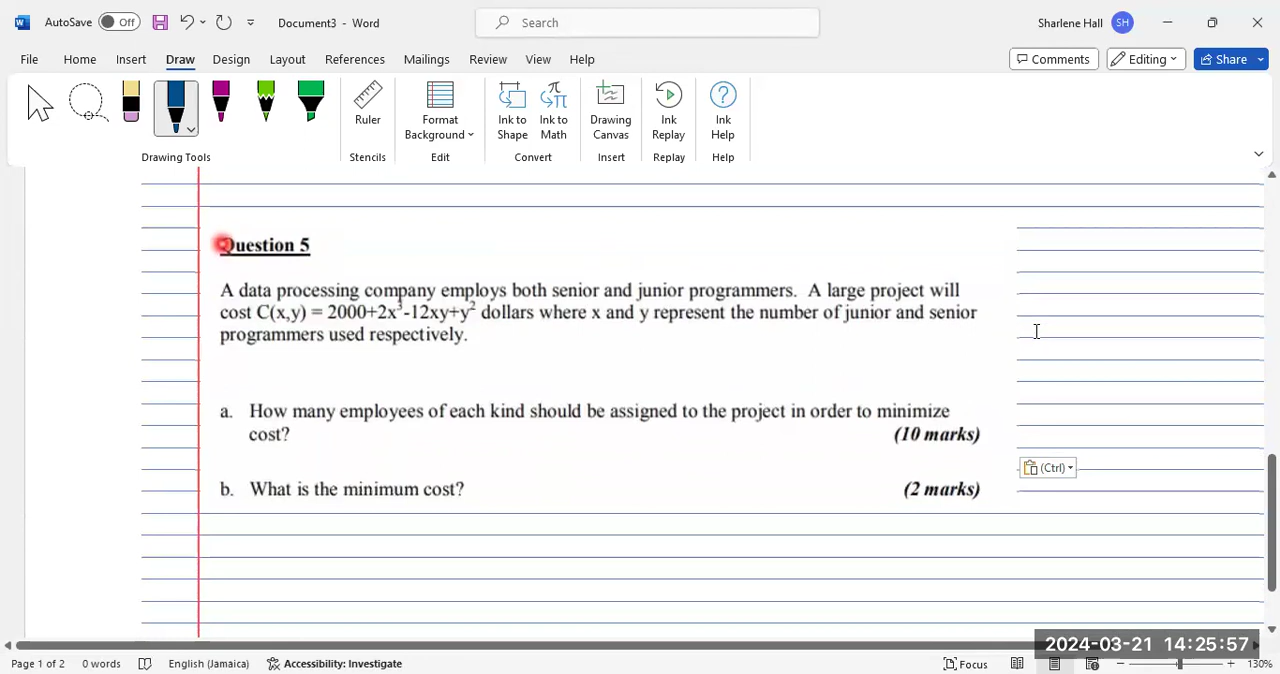 AutoSave Off Document3 - Word Search Sharlene Hall SH
File Home Insert Draw Design Layout References Mailings Review View Help Comments Editing Share
Ruler Format Background Ink to Shape Ink to Math Drawing Canvas Ink Replay Ink Help
Drawing Tools Stencils Edit Convert Insert Replay Help
Question 5
A data processing company employs both senior and junior programmers. A large project will
cost C(x,y) = 2000+2x³-12xy+y² dollars where x and y represent the number of junior and senior
programmers used respectively.
a. How many employees of each kind should be assigned to the project in order to minimize
cost? (10 marks)
(Ctrl)
b. What is the minimum cost? (2 marks)
2024-03-21 14:25:57
Page 1 of 2 0 words English (Jamaica) Accessibility: Investigate Focus 130%